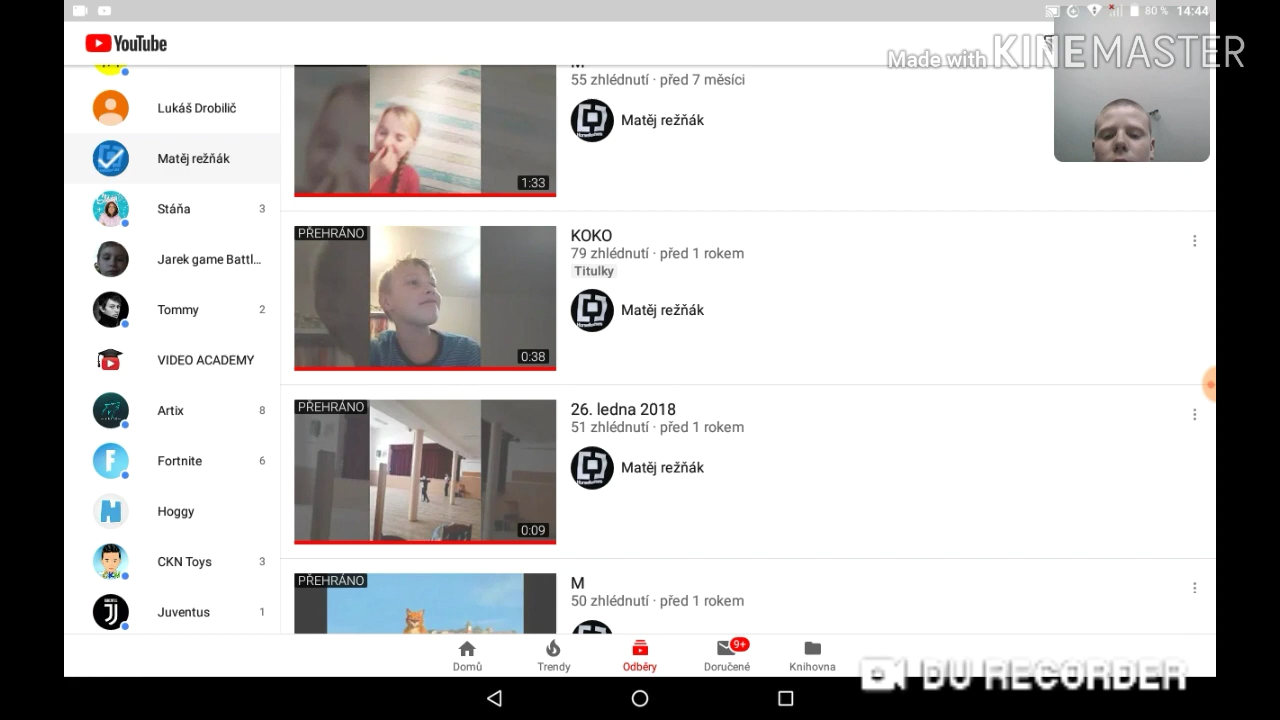 80 % 14:44
YouTube
Made with KINEMASTER
Lukáš Drobilič
Matěj režňák
Stáňa 3
Jarek game Battl...
Tommy 2
VIDEO ACADEMY
Artix 8
Fortnite 6
Hoggy
CKN Toys 3
Juventus 1
55 zhlédnutí · před 7 měsíci
Matěj režňák
1:33
PŘEHRÁNO
KOKO
79 zhlédnutí · před 1 rokem
Titulky
Matěj režňák
0:38
PŘEHRÁNO
26. ledna 2018
51 zhlédnutí · před 1 rokem
Matěj režňák
0:09
PŘEHRÁNO
M
50 zhlédnutí · před 1 rokem
Domů
Trendy
Odběry
9+
Doručené
Knihovna
DU RECORDER